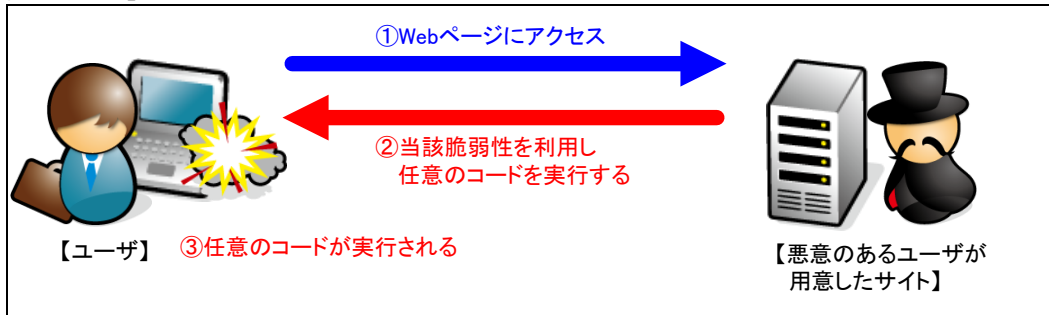 ①Webページにアクセス
②当該脆弱性を利用し
任意のコードを実行する
【ユーザ】
③任意のコードが実行される
【悪意のあるユーザが
用意したサイト】